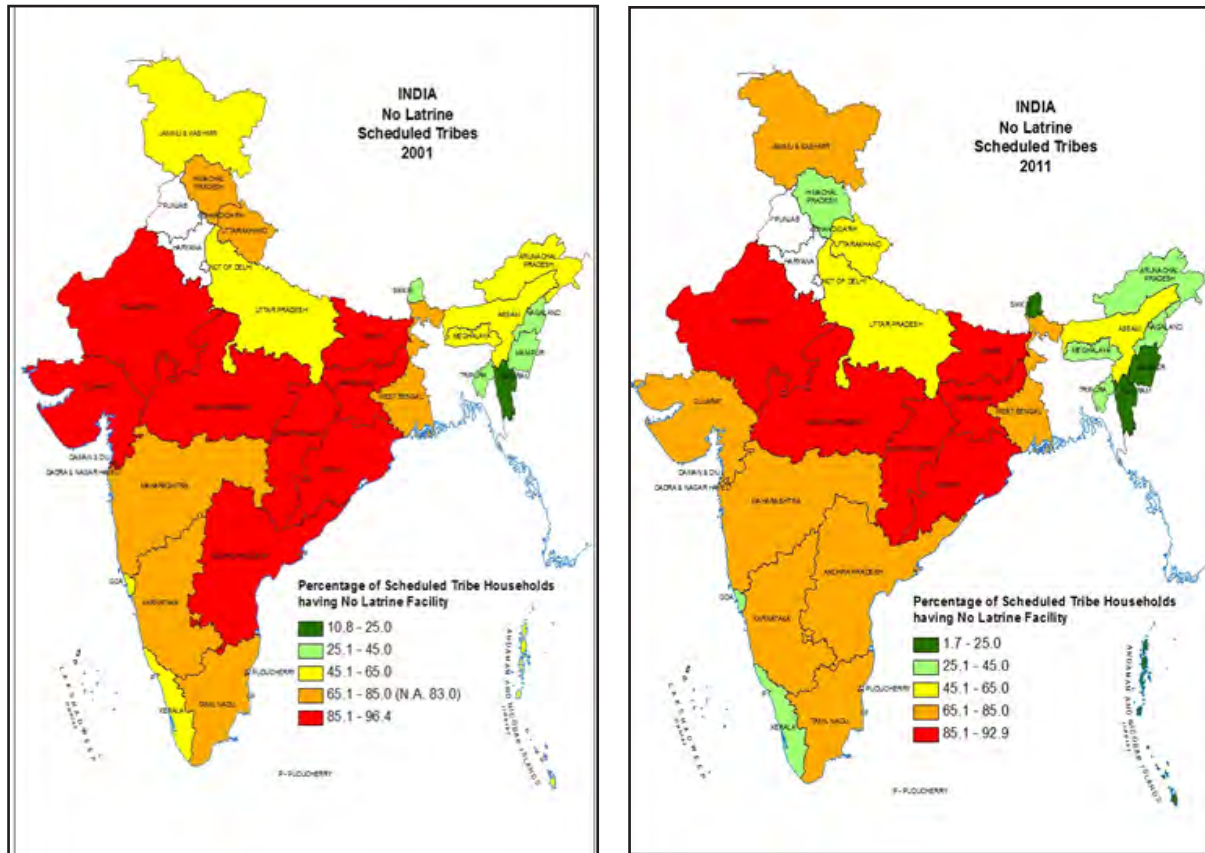 INDIA
No Latrine
Scheduled Tribes
2001
JAMMU & KASHMIR
HIMACHAL
PRADESH
PUNJAB
CHANDIGARH
UTTARAKHAND
HARYANA
NCT OF DELHI
ARUNACHAL
PRADESH
UTTAR PRADESH
ASSAM
NAGALAND
MEGHALAYA
MANIPUR
TRIPURA
WEST BENGAL
DAMAN & DIU
DADRA & NAGAR HAVELI
MAHARASHTRA
GOA
KARNATAKA
KERALA
TAMIL NADU
PUDUCHERRY
LAKSHADWEEP
ANDAMAN AND NICOBAR ISLANDS
Percentage of Scheduled Tribe Households
having No Latrine Facility
10.8 - 25.0
25.1 - 45.0
45.1 - 65.0
65.1 - 85.0 (N.A. 83.0)
85.1 - 96.4
P - PUDUCHERRY
INDIA
No Latrine
Scheduled Tribes
2011
JAMMU & KASHMIR
HIMACHAL
PRADESH
PUNJAB
CHANDIGARH
UTTARAKHAND
HARYANA
NCT OF DELHI
ARUNACHAL
PRADESH
UTTAR PRADESH
ASSAM
NAGALAND
MEGHALAYA
TRIPURA
GUJARAT
WEST BENGAL
DAMAN & DIU
DADRA & NAGAR HAVELI
MAHARASHTRA
ANDHRA PRADESH
GOA
KARNATAKA
KERALA
TAMIL NADU
PUDUCHERRY
LAKSHADWEEP
ANDAMAN AND NICOBAR ISLANDS
Percentage of Scheduled Tribe Households
having No Latrine Facility
1.7 - 25.0
25.1 - 45.0
45.1 - 65.0
65.1 - 85.0
85.1 - 92.9
P - PUDUCHERRY